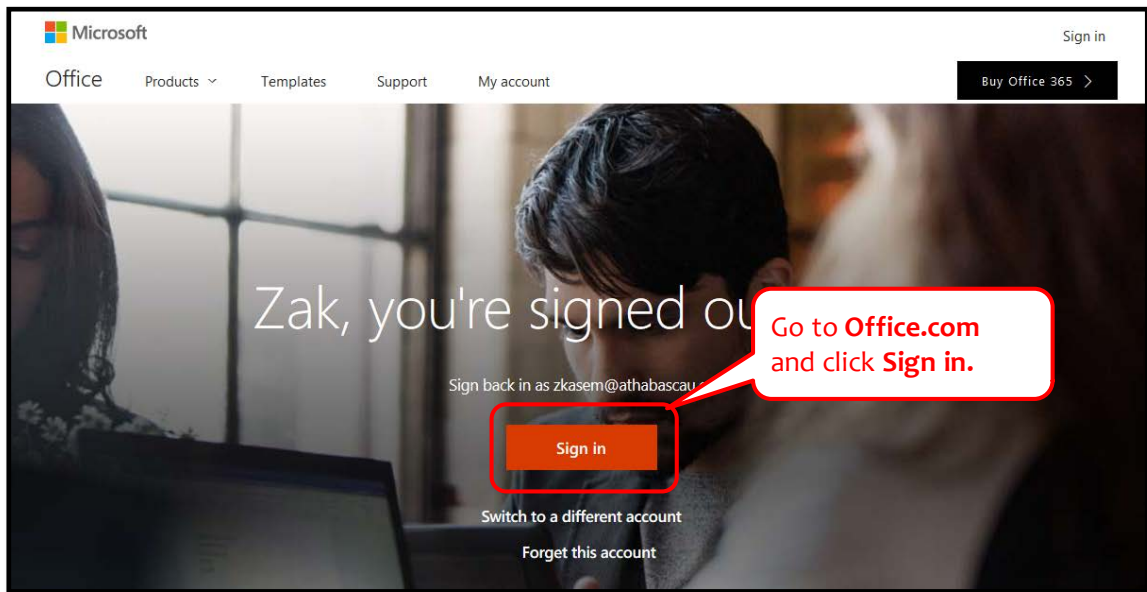 Microsoft
Sign in
Office Products Templates Support My account Buy Office 365
Zak, you're signed
Go to Office.com
and click Sign in.
Sign back in as zkasem@athabascau
Sign in
Switch to a different account
Forget this account